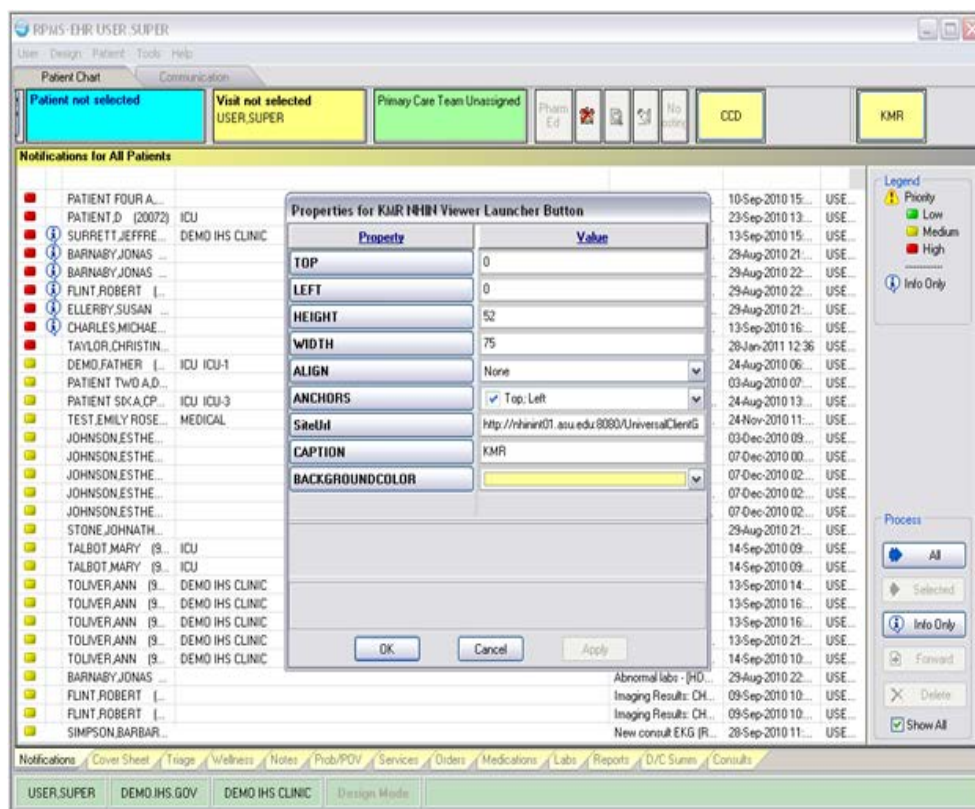 RPMS-EHR USER,SUPER
User Design Patient Tools Help
Patient Chart Communication
Patient not selected Visit not selected Primary Care Team Unassigned Pharm Ed No CCD KMR
USER,SUPER
Notifications for All Patients
Legend
Priority
Low
Medium
High
Info Only
PATIENT FOUR A,... 10-Sep-2010 15:... USE...
PATIENT,D (20072) ICU 23-Sep-2010 13:... USE...
SURRETT,JEFFRE... DEMO IHS CLINIC 13-Sep-2010 15:... USE...
BARNABY,JONAS ... 29-Aug-2010 21:... USE...
BARNABY,JONAS ... 29-Aug-2010 22:... USE...
FLINT,ROBERT (... 29-Aug-2010 22:... USE...
ELLERBY,SUSAN ... 29-Aug-2010 21:... USE...
CHARLES,MICHAE... 13-Sep-2010 16:... USE...
TAYLOR,CHRISTIN... 28-Jan-2011 12:36 USE...
DEMO,FATHER (... ICU ICU-1 24-Aug-2010 06:... USE...
PATIENT TWO A,D... 03-Aug-2010 07:... USE...
PATIENT SIX A,CP... ICU ICU-3 24-Aug-2010 13:... USE...
TEST,EMILY ROSE... MEDICAL 24-Nov-2010 11:... USE...
JOHNSON,ESTHE... 03-Dec-2010 09:... USE...
JOHNSON,ESTHE... 07-Dec-2010 00:... USE...
JOHNSON,ESTHE... 07-Dec-2010 02:... USE...
JOHNSON,ESTHE... 07-Dec-2010 02:... USE...
JOHNSON,ESTHE... 07-Dec-2010 02:... USE...
STONE,JOHNATH... 29-Aug-2010 21:... USE...
TALBOT,MARY (9... ICU 14-Sep-2010 09:... USE...
TALBOT,MARY (9... ICU 14-Sep-2010 09:... USE...
TOLIVER,ANN (9... DEMO IHS CLINIC 13-Sep-2010 14:... USE...
TOLIVER,ANN (9... DEMO IHS CLINIC 13-Sep-2010 16:... USE...
TOLIVER,ANN (9... DEMO IHS CLINIC 13-Sep-2010 16:... USE...
TOLIVER,ANN (9... DEMO IHS CLINIC 13-Sep-2010 21:... USE...
TOLIVER,ANN (9... DEMO IHS CLINIC 14-Sep-2010 10:... USE...
BARNABY,JONAS ... Abnormal labs - [HO... 29-Aug-2010 22:... USE...
FLINT,ROBERT (... Imaging Results: CH... 09-Sep-2010 10:... USE...
FLINT,ROBERT (... Imaging Results: CH... 09-Sep-2010 10:... USE...
SIMPSON,BARBAR... New consult EKG (R... 28-Sep-2010 11:... USE...
Properties for KMR NHIN Viewer Launcher Button
Property Value
TOP 0
LEFT 0
HEIGHT 52
WIDTH 75
ALIGN None
ANCHORS Top; Left
SiteUrl http://nhinint01.asu.edu:8080/UniversalClientG
CAPTION KMR
BACKGROUNDCOLOR
OK Cancel Apply
Process
All
Selected
Info Only
Forward
Delete
Show All
Notifications Cover Sheet Triage Wellness Notes Prob/POV Services Orders Medications Labs Reports D/C Summ Consults
USER,SUPER DEMO.IHS.GOV DEMO IHS CLINIC Design Mode